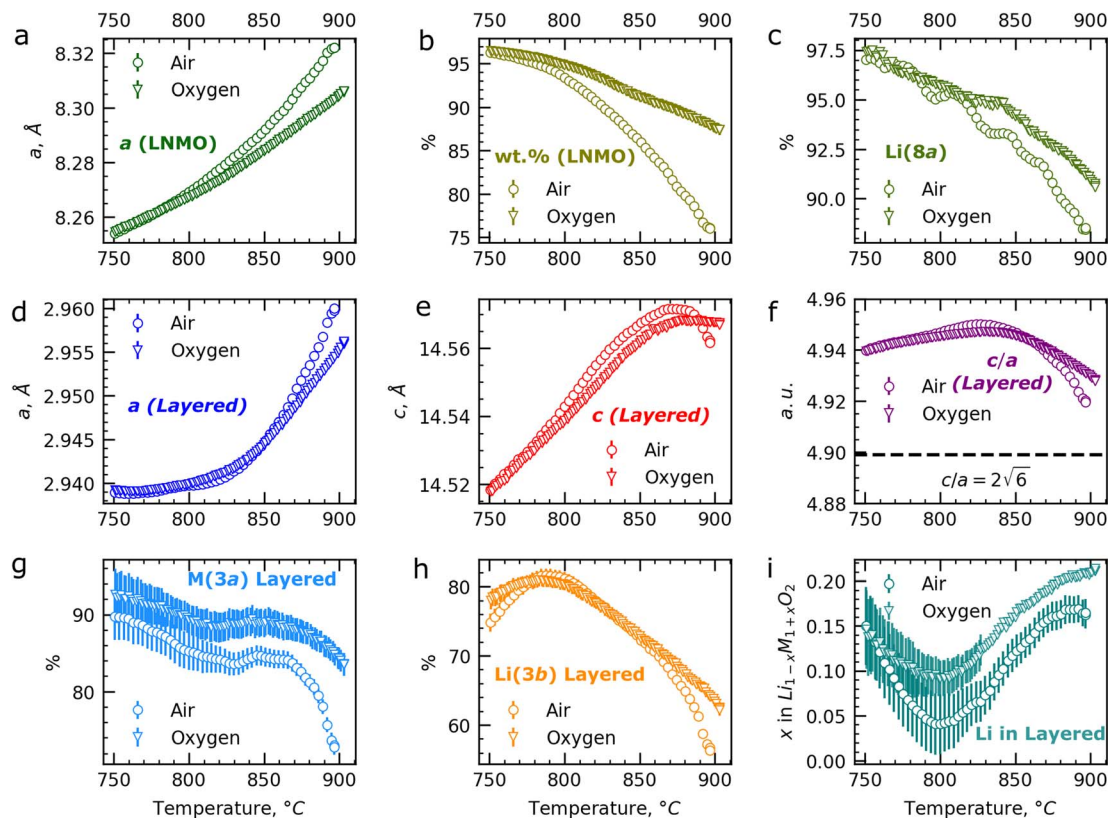 750 800 850 900
750 800 850 900
750 800 850 900
a
8.32
8.30
8.28
8.26
a, Å
Air
Oxygen
a (LNMO)
750 800 850 900
b
95
90
85
80
75
%
wt.% (LNMO)
Air
Oxygen
750 800 850 900
c
97.5
95.0
92.5
90.0
%
Li(8a)
Air
Oxygen
750 800 850 900
d
2.960
2.955
2.950
2.945
2.940
a, Å
Air
Oxygen
a (Layered)
750 800 850 900
e
14.56
14.54
14.52
c, Å
c (Layered)
Air
Oxygen
750 800 850 900
f
4.96
4.94
4.92
4.90
4.88
a.u.
c/a
(Layered)
Air
Oxygen
c/a = 2√6
750 800 850 900
g
90
80
%
M(3a) Layered
Air
Oxygen
750 800 850 900
Temperature, °C
h
80
70
60
%
Li(3b) Layered
Air
Oxygen
750 800 850 900
Temperature, °C
i
0.20
0.15
0.10
0.05
0.00
x in Li₁₋ₓM₁₊ₓO₂
Air
Oxygen
Li in Layered
750 800 850 900
Temperature, °C